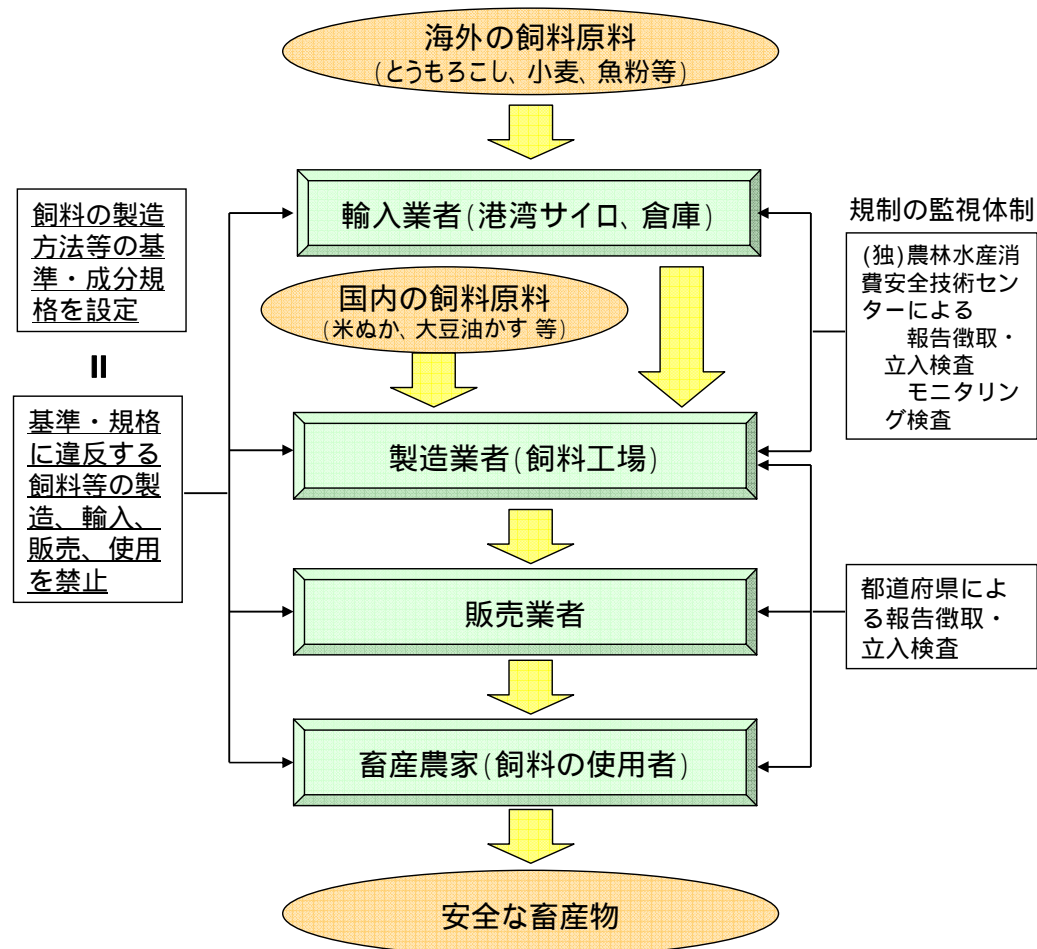 海外の飼料原料
(とうもろこし、小麦、魚粉等)
輸入業者(港湾サイロ、倉庫)
飼料の製造
方法等の基
準・成分規
格を設定
規制の監視体制
(独)農林水産消
費安全技術セン
ターによる
報告徴取・
立入検査
モニタリン
グ検査
国内の飼料原料
(米ぬか、大豆油かす 等)
=
基準・規格
に違反する
飼料等の製
造、輸入、
販売、使用
を禁止
製造業者(飼料工場)
販売業者
都道府県によ
る報告徴取・
立入検査
畜産農家(飼料の使用者)
安全な畜産物